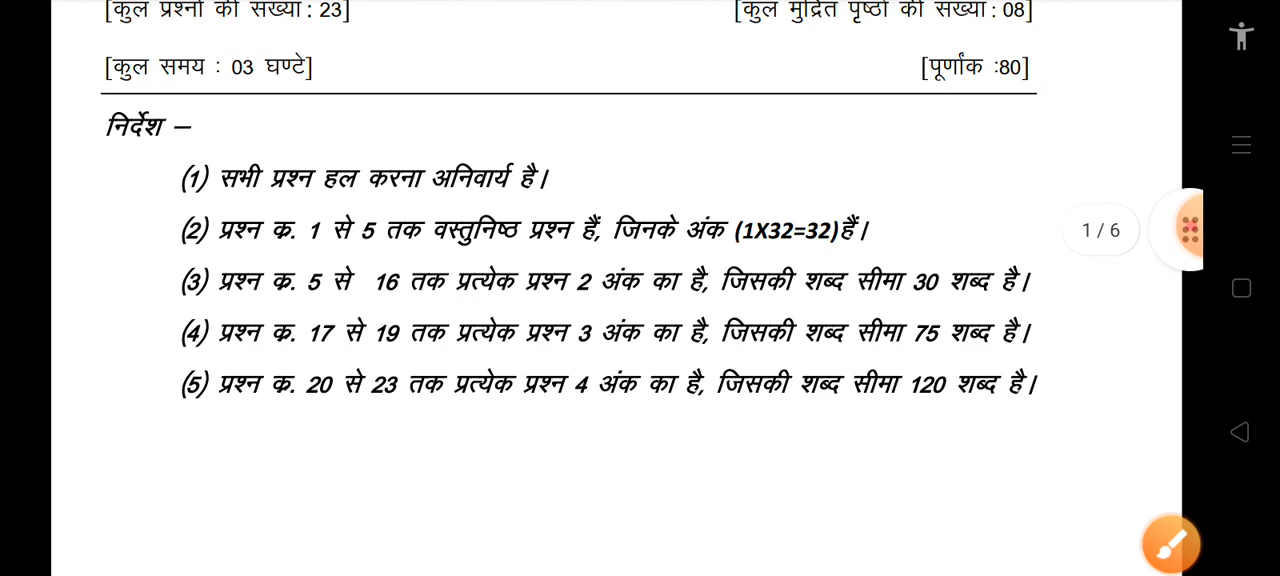 [कुल प्रश्नों की संख्या : 23] [कुल मुद्रित पृष्ठों की संख्या : 08]
[कुल समय : 03 घण्टे] [पूर्णांक :80]
निर्देश –
(1) सभी प्रश्न हल करना अनिवार्य है।
(2) प्रश्न क्र. 1 से 5 तक वस्तुनिष्ठ प्रश्न हैं, जिनके अंक (1X32=32)हैं।
(3) प्रश्न क्र. 5 से 16 तक प्रत्येक प्रश्न 2 अंक का है, जिसकी शब्द सीमा 30 शब्द है।
(4) प्रश्न क्र. 17 से 19 तक प्रत्येक प्रश्न 3 अंक का है, जिसकी शब्द सीमा 75 शब्द है।
(5) प्रश्न क्र. 20 से 23 तक प्रत्येक प्रश्न 4 अंक का है, जिसकी शब्द सीमा 120 शब्द है।
1 / 6